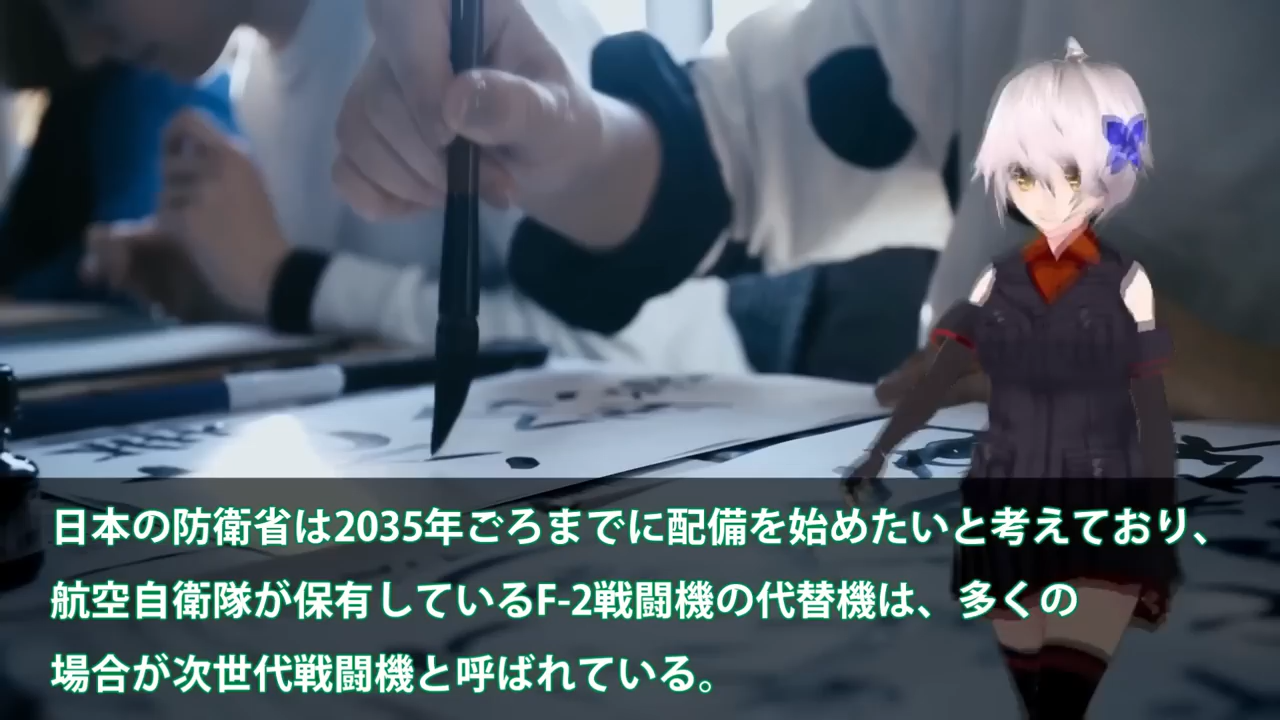 日本の防衛省は2035年ごろまでに配備を始めたいと考えており、
航空自衛隊が保有しているF-2戦闘機の代替機は、多くの
場合が次世代戦闘機と呼ばれている。